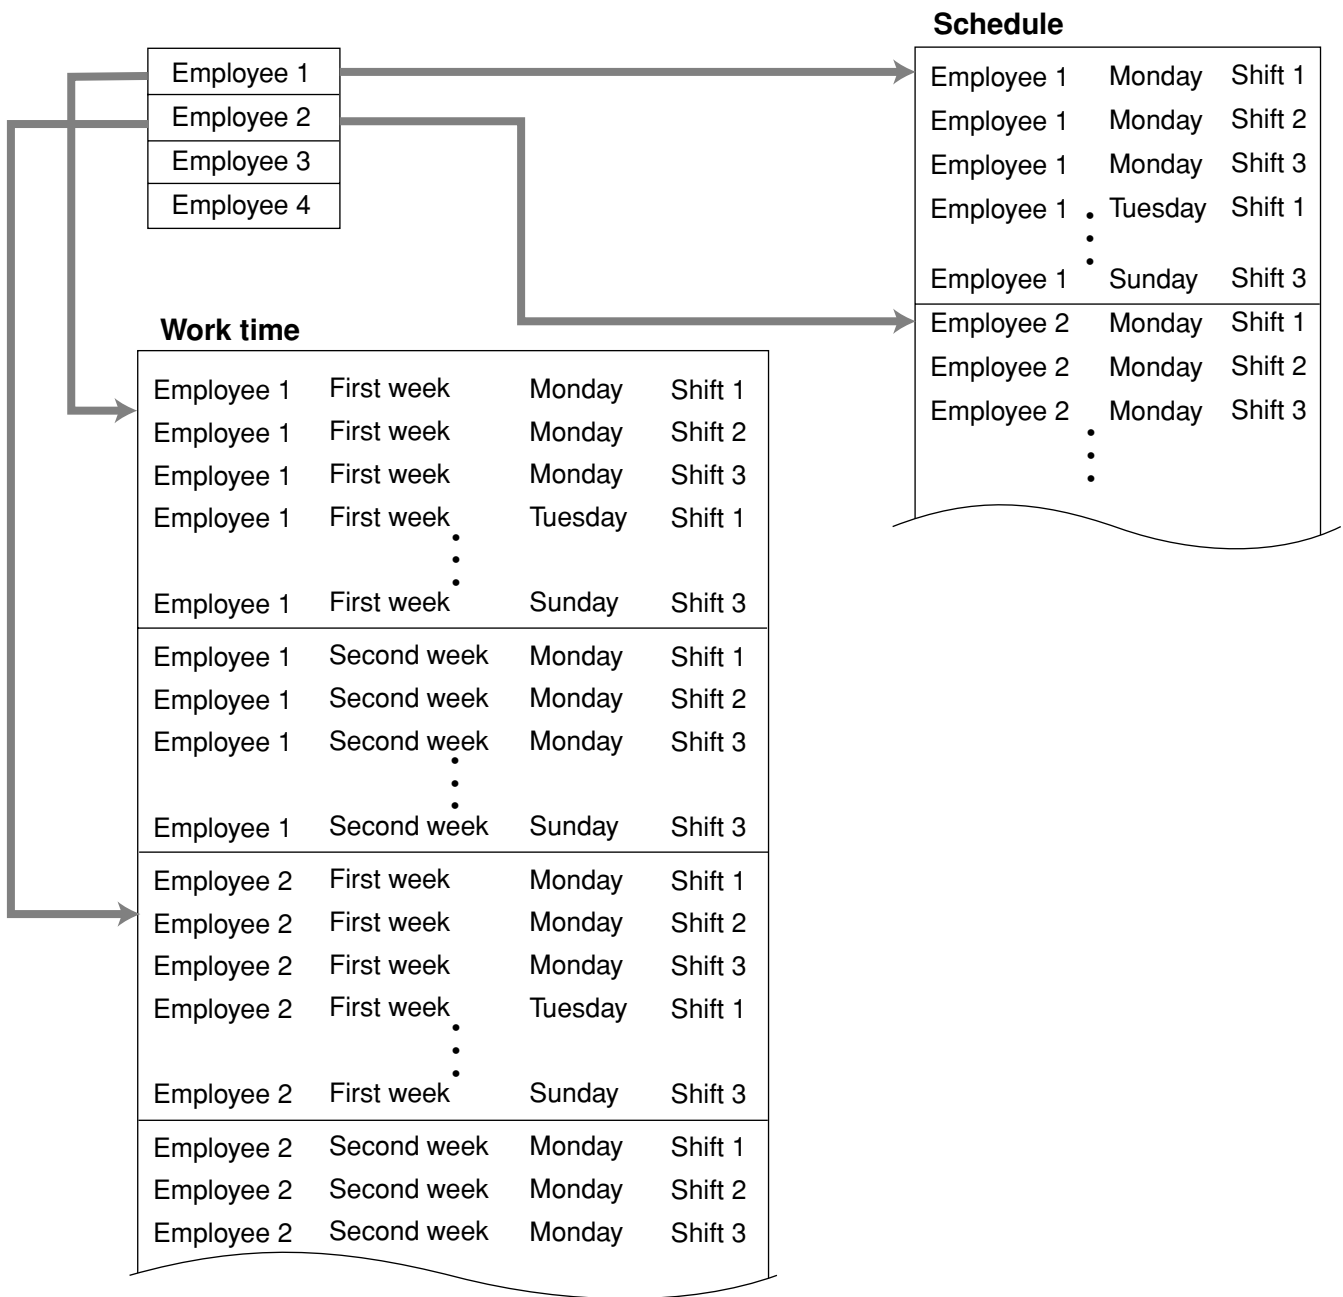 Employee 1
Employee 2
Employee 3
Employee 4
Schedule
Employee 1 Monday Shift 1
Employee 1 Monday Shift 2
Employee 1 Monday Shift 3
Employee 1 Tuesday Shift 1
Employee 1 Sunday Shift 3
Employee 2 Monday Shift 1
Employee 2 Monday Shift 2
Employee 2 Monday Shift 3
Work time
Employee 1 First week Monday Shift 1
Employee 1 First week Monday Shift 2
Employee 1 First week Monday Shift 3
Employee 1 First week Tuesday Shift 1
Employee 1 First week Sunday Shift 3
Employee 1 Second week Monday Shift 1
Employee 1 Second week Monday Shift 2
Employee 1 Second week Monday Shift 3
Employee 1 Second week Sunday Shift 3
Employee 2 First week Monday Shift 1
Employee 2 First week Monday Shift 2
Employee 2 First week Monday Shift 3
Employee 2 First week Tuesday Shift 1
Employee 2 First week Sunday Shift 3
Employee 2 Second week Monday Shift 1
Employee 2 Second week Monday Shift 2
Employee 2 Second week Monday Shift 3